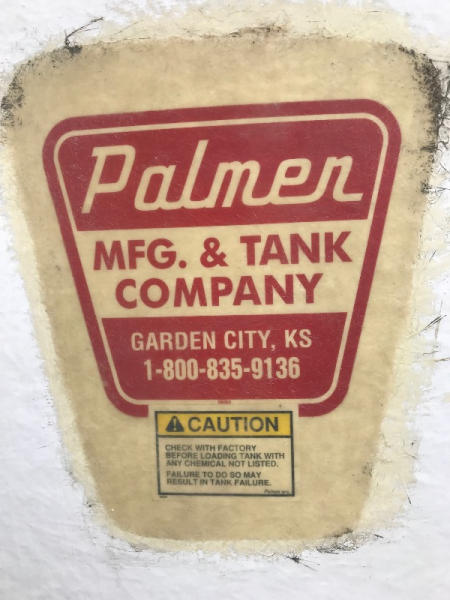 Palmer
MFG. & TANK
COMPANY
GARDEN CITY, KS
1-800-835-9136
CAUTION
CHECK WITH FACTORY
BEFORE LOADING TANK WITH
ANY CHEMICAL NOT LISTED.
FAILURE TO DO SO MAY
RESULT IN TANK FAILURE.